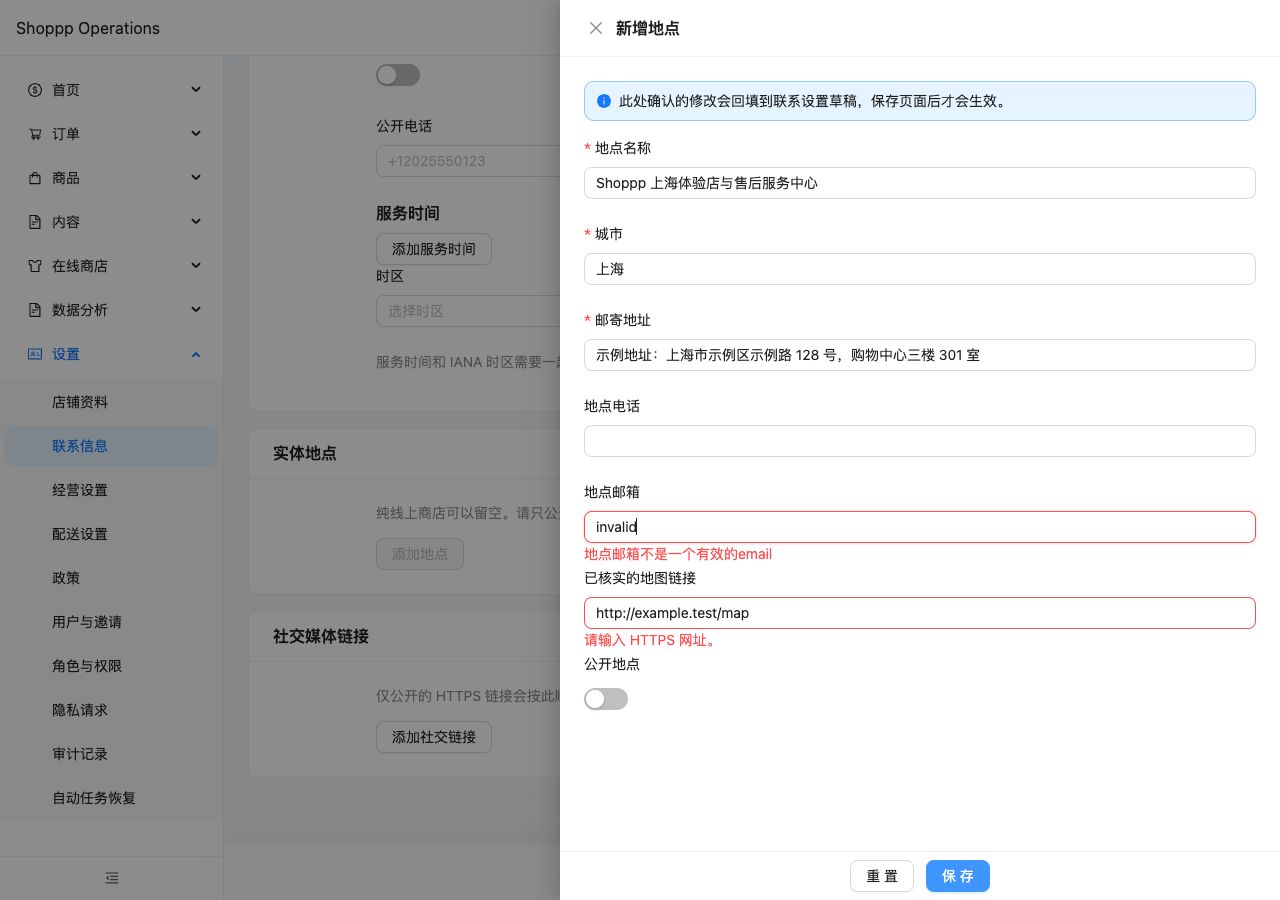 Shoppp Operations
首页
订单
商品
内容
在线商店
数据分析
设置
店铺资料
联系信息
经营设置
配送设置
政策
用户与邀请
角色与权限
隐私请求
审计记录
自动任务恢复
公开电话
+12025550123
服务时间
添加服务时间
时区
选择时区
服务时间和 IANA 时区需要一
实体地点
纯线上商店可以留空。请只公
添加地点
社交媒体链接
仅公开的 HTTPS 链接会按此
添加社交链接
新增地点
此处确认的修改会回填到联系设置草稿，保存页面后才会生效。
* 地点名称
Shoppp 上海体验店与售后服务中心
* 城市
上海
* 邮寄地址
示例地址：上海市示例区示例路 128 号，购物中心三楼 301 室
地点电话
地点邮箱
invalid
地点邮箱不是一个有效的email
已核实的地图链接
http://example.test/map
请输入 HTTPS 网址。
公开地点
重 置
保 存